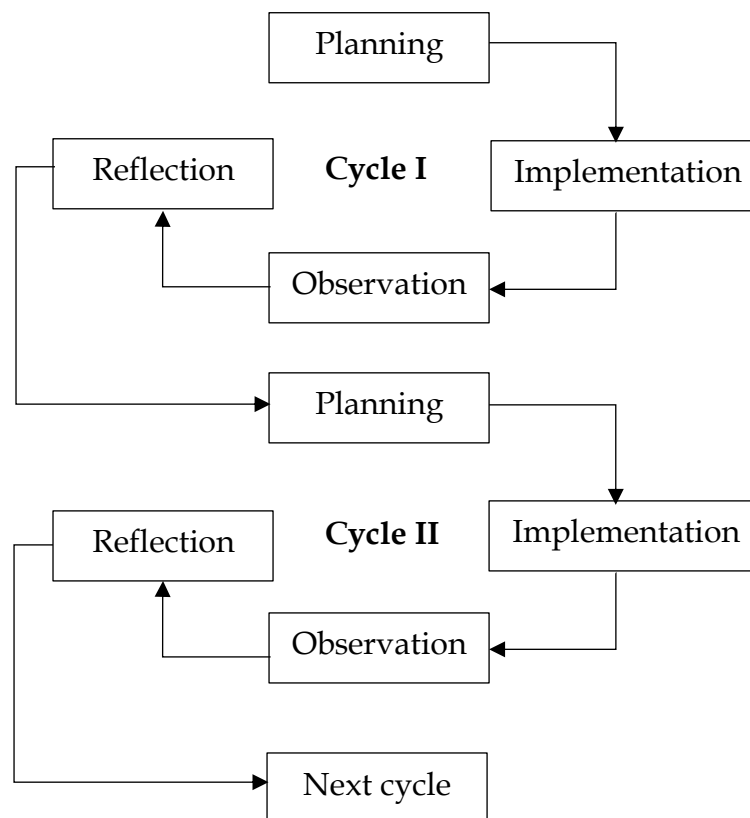 Planning
Reflection
Cycle I
Implementation
Observation
Planning
Reflection
Cycle II
Implementation
Observation
Next cycle